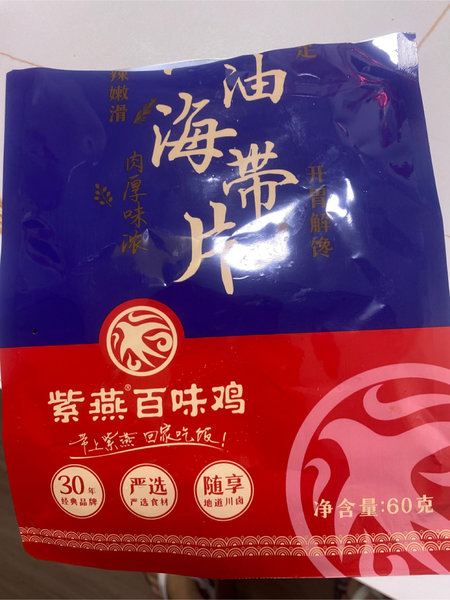 辣嫩滑
油
海带片
肉厚味浓
开胃解馋
紫燕®百味鸡
带上紫燕 回家吃饭!
30年
经典品牌
严选
严选食材
随享
地道川卤
净含量:60克